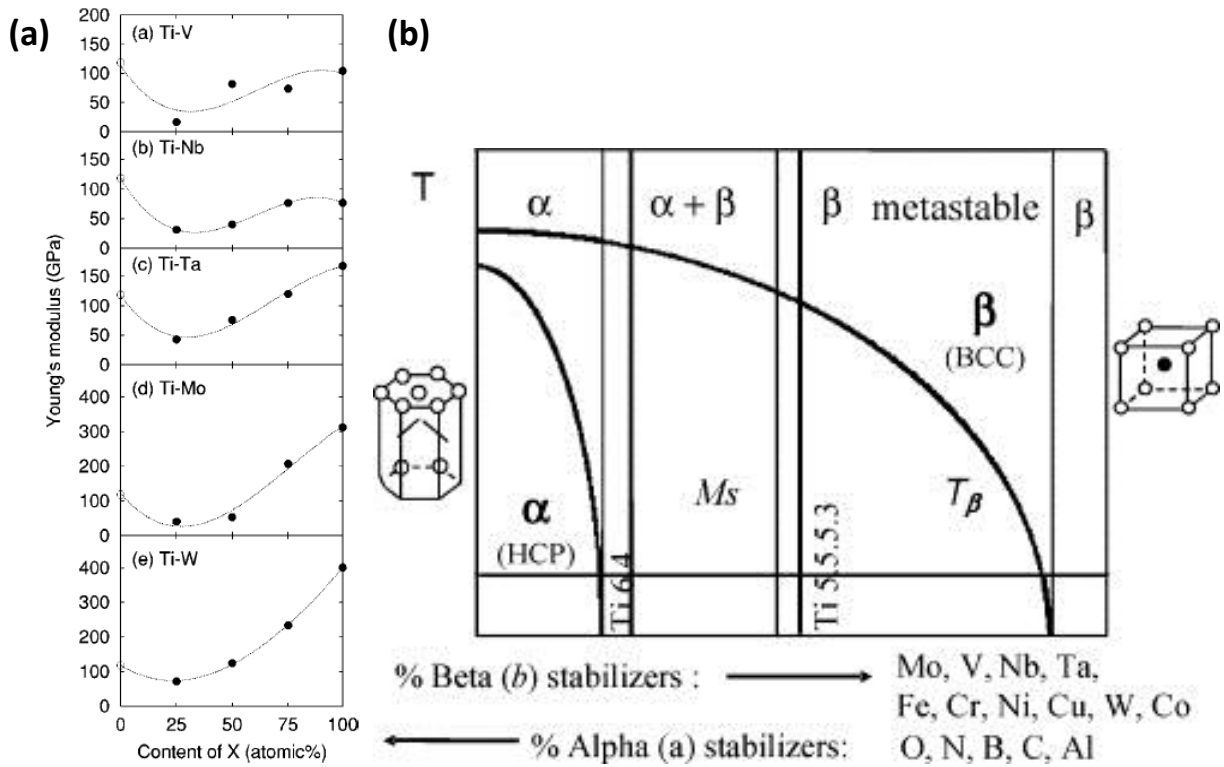 (a)
Young's modulus (GPa)
200
150
100
50
0
(a) Ti-V
150
100
50
0
(b) Ti-Nb
150
100
50
0
(c) Ti-Ta
400
300
200
100
0
(d) Ti-Mo
400
300
200
100
0
(e) Ti-W
0 25 50 75 100
Content of X (atomic%)
(b)
T
α α + β β metastable β
β
(BCC)
Ms
Tβ
α
(HCP)
Ti 6.4
Ti 5.5.5.3
% Beta (b) stabilizers :
Mo, V, Nb, Ta,
Fe, Cr, Ni, Cu, W, Co
% Alpha (a) stabilizers:
O, N, B, C, Al